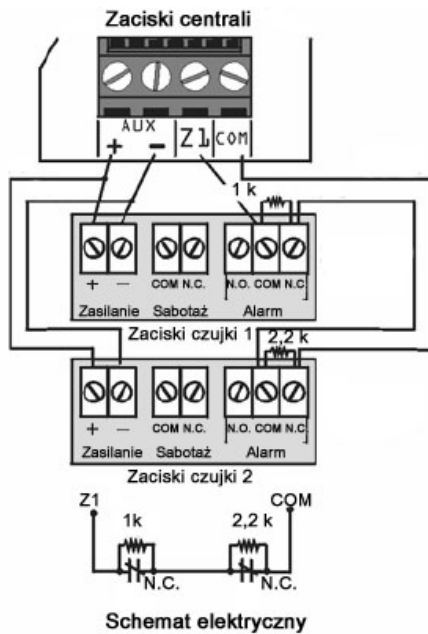 Zaciski centrali
AUX
+ − Z1 COM
1 k
+ − COM N.C. N.O. COM N.C.
Zasilanie Sabotaż Alarm
Zaciski czujki 1
2,2 k
+ − COM N.C. N.O. COM N.C.
Zasilanie Sabotaż Alarm
Zaciski czujki 2
Z1 COM
1k 2,2 k
N.C. N.C.
Schemat elektryczny